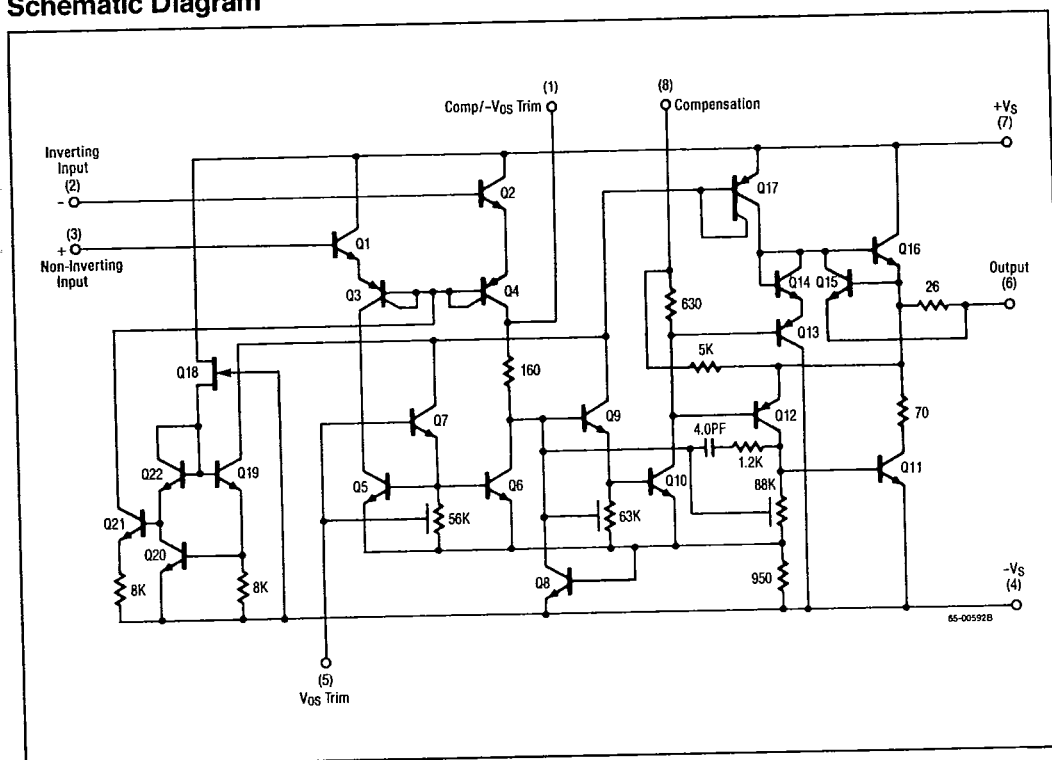 Schematic Diagram
(1)
Comp/-VOS Trim
(8)
Compensation
+VS
(7)
Inverting
Input
(2)
-
Q2
Q17
(3)
+
Non-Inverting
Input
Q1
Q16
Q3
Q4
Q14
Q15
Output
(6)
26
630
Q13
Q18
160
5K
Q7
Q9
Q12
70
4.0PF
1.2K
Q22
Q19
Q5
Q6
Q10
88K
Q11
Q21
56K
63K
Q20
8K
8K
Q8
950
-VS
(4)
65-00592B
(5)
VOS Trim